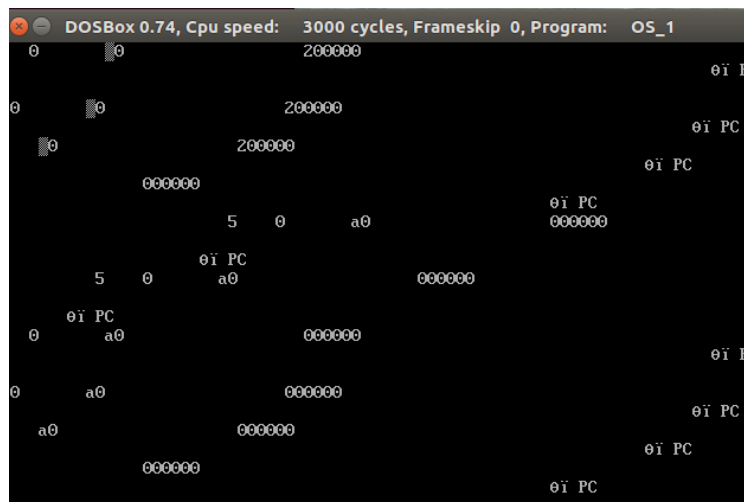 DOSBox 0.74, Cpu speed: 3000 cycles, Frameskip 0, Program: OS_1
0 ▒0 200000
θï
0 ▒0 200000
θï PC
▒0 200000
θï PC
000000
θï PC
5 0 a0 000000
θï PC
5 0 a0 000000
θï PC
0 a0 000000
θï
0 a0 000000
θï PC
a0 000000
θï PC
000000
θï PC